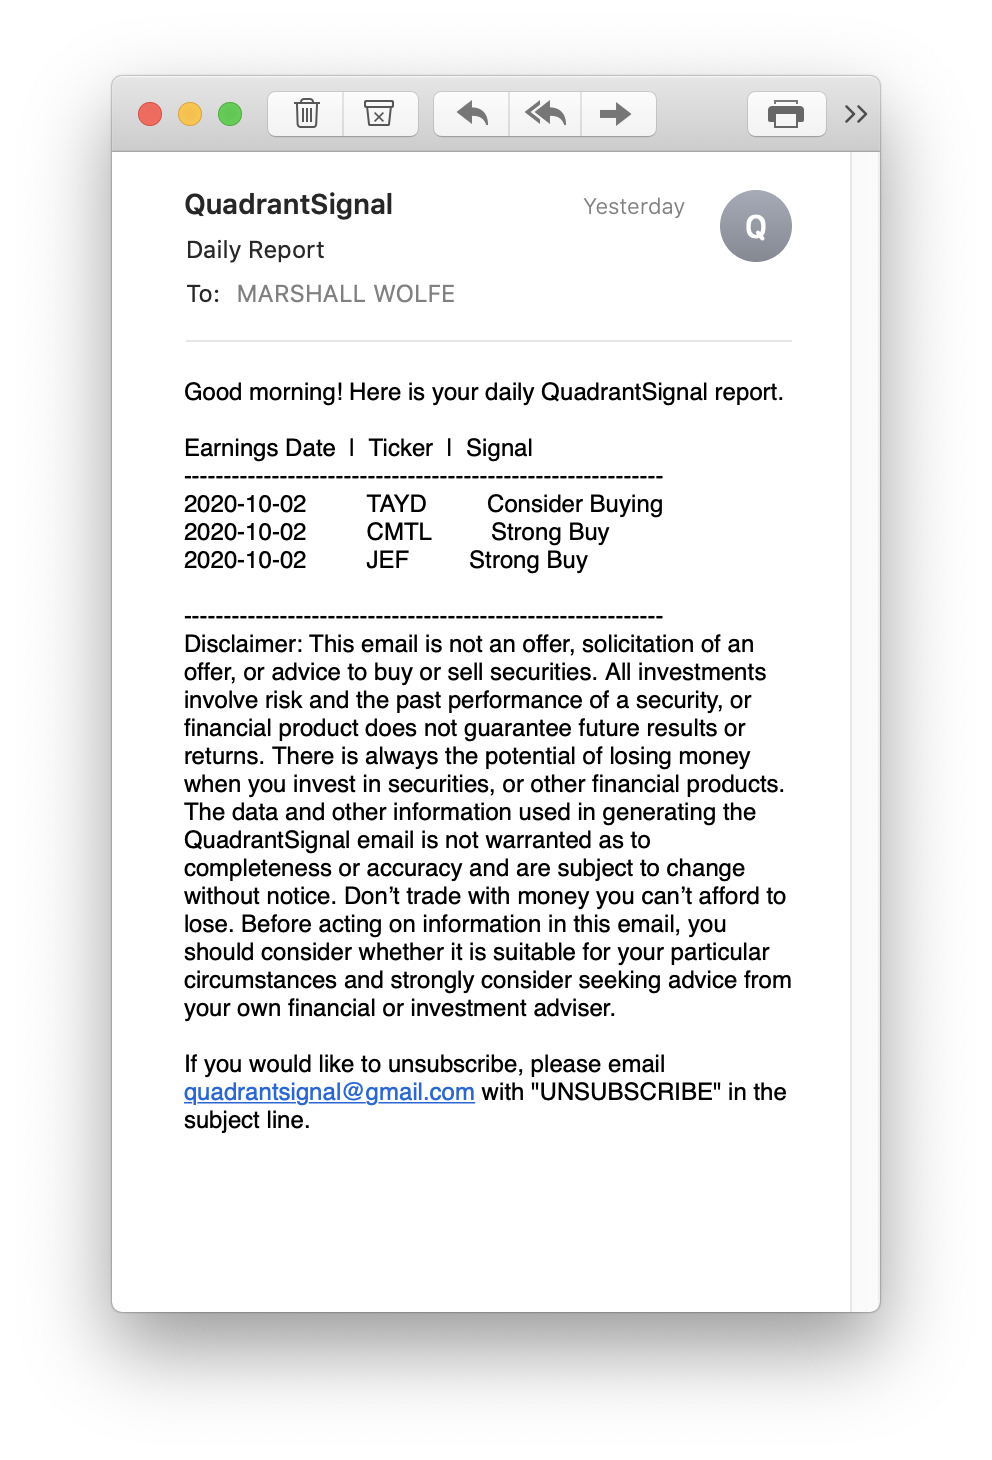 QuadrantSignal
Yesterday
Q
Daily Report
To: MARSHALL WOLFE
Good morning! Here is your daily QuadrantSignal report.
Earnings Date | Ticker | Signal
-------------------------------------------------------------
2020-10-02 TAYD Consider Buying
2020-10-02 CMTL Strong Buy
2020-10-02 JEF Strong Buy
-------------------------------------------------------------
Disclaimer: This email is not an offer, solicitation of an
offer, or advice to buy or sell securities. All investments
involve risk and the past performance of a security, or
financial product does not guarantee future results or
returns. There is always the potential of losing money
when you invest in securities, or other financial products.
The data and other information used in generating the
QuadrantSignal email is not warranted as to
completeness or accuracy and are subject to change
without notice. Don’t trade with money you can’t afford to
lose. Before acting on information in this email, you
should consider whether it is suitable for your particular
circumstances and strongly consider seeking advice from
your own financial or investment adviser.
If you would like to unsubscribe, please email
quadrantsignal@gmail.com with "UNSUBSCRIBE" in the
subject line.